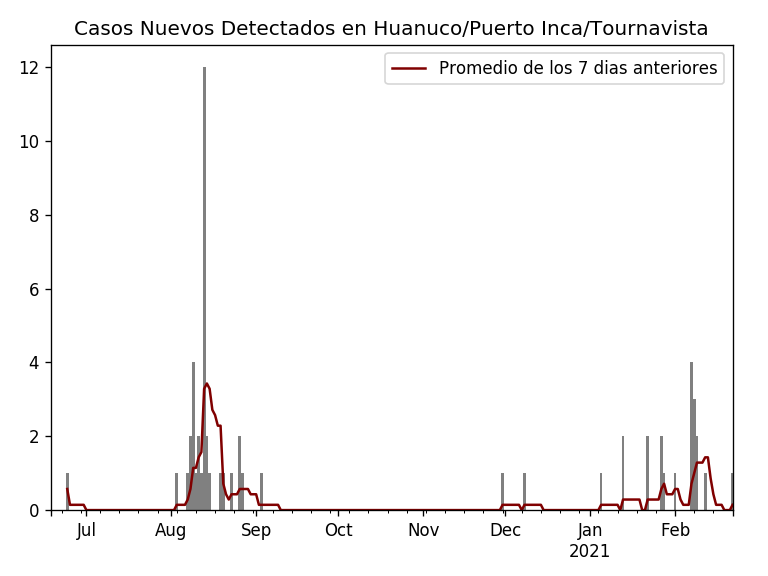 Casos Nuevos Detectados en Huanuco/Puerto Inca/Tournavista
Promedio de los 7 dias anteriores
12
10
8
6
4
2
0
Jul Aug Sep Oct Nov Dec Jan Feb
2021